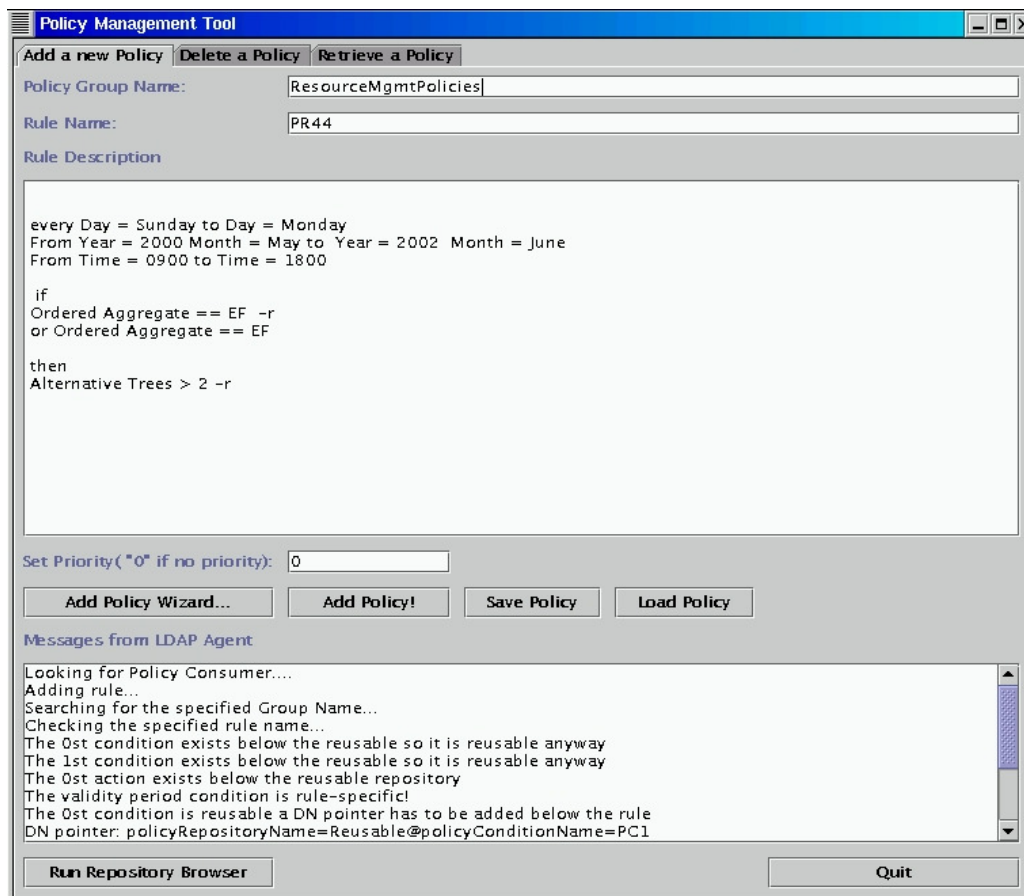 Policy Management Tool
Add a new Policy Delete a Policy Retrieve a Policy
Policy Group Name: ResourceMgmtPolicies
Rule Name: PR44
Rule Description
every Day = Sunday to Day = Monday
From Year = 2000 Month = May to Year = 2002 Month = June
From Time = 0900 to Time = 1800
if
Ordered Aggregate == EF -r
or Ordered Aggregate == EF
then
Alternative Trees > 2 -r
Set Priority( "0" if no priority): 0
Add Policy Wizard... Add Policy! Save Policy Load Policy
Messages from LDAP Agent
Looking for Policy Consumer....
Adding rule...
Searching for the specified Group Name...
Checking the specified rule name...
The 0st condition exists below the reusable so it is reusable anyway
The 1st condition exists below the reusable so it is reusable anyway
The 0st action exists below the reusable repository
The validity period condition is rule-specific!
The 0st condition is reusable a DN pointer has to be added below the rule
DN pointer: policyRepositoryName=Reusable@policyConditionName=PC1
Run Repository Browser Quit